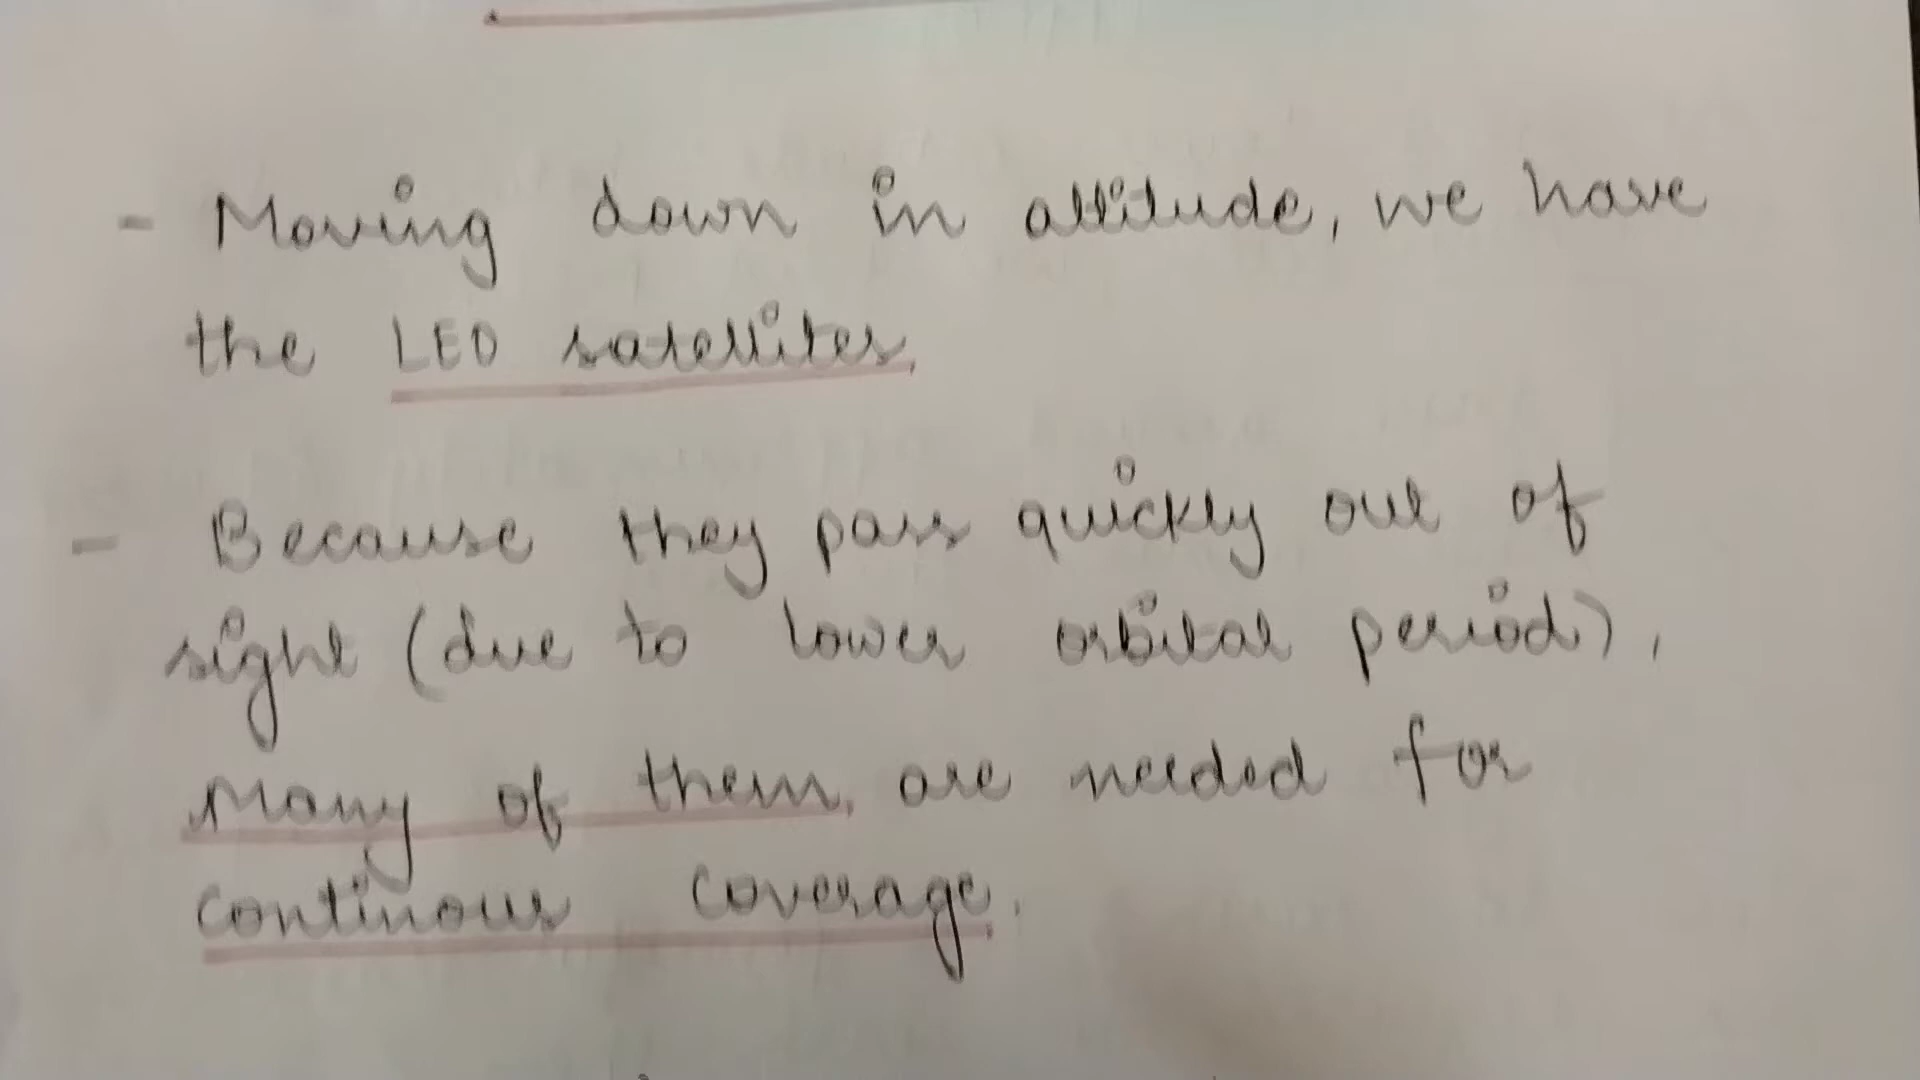 - Moving down in altitude, we have
the LEO satellites.
- Because they pass quickly out of
sight (due to lower orbital period),
Many of them, are needed for
continous coverage.